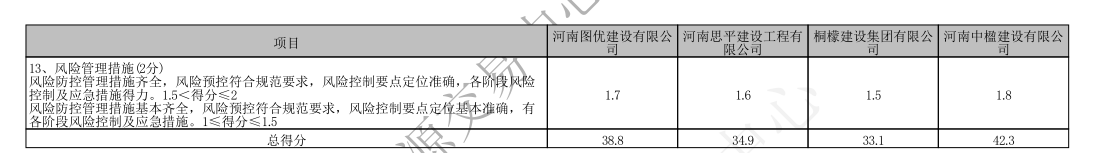 项目 河南图优建设有限公司 河南思平建设工程有限公司 桐檬建设集团有限公司 河南中楹建设有限公司
13、风险管理措施(2分)
风险防控管理措施齐全，风险预控符合规范要求，风险控制要点定位准确，各阶段风险
控制及应急措施得力。1.5＜得分≤2
风险防控管理措施基本齐全，风险预控符合规范要求，风险控制要点定位基本准确，有
各阶段风险控制及应急措施。1≤得分≤1.5
1.7 1.6 1.5 1.8
总得分 38.8 34.9 33.1 42.3
源交易中心
中心